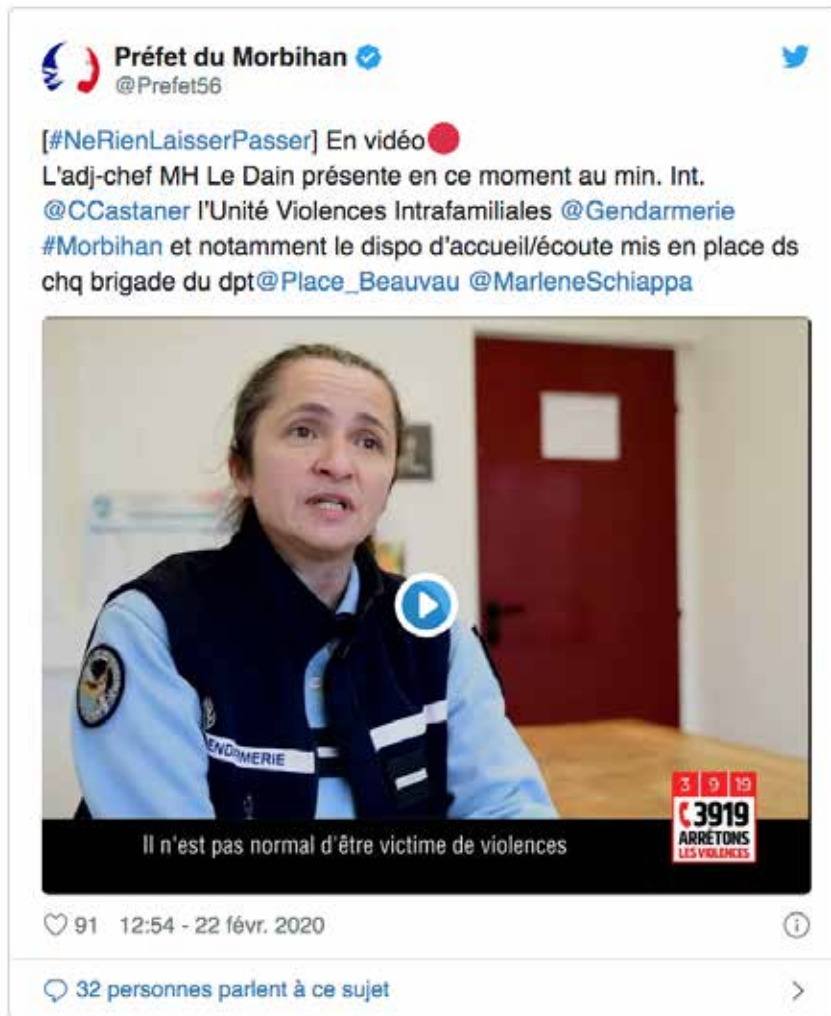 Préfet du Morbihan
@Prefet56
[#NeRienLaisserPasser] En vidéo
L'adj-chef MH Le Dain présente en ce moment au min. Int.
@CCastaner l'Unité Violences Intrafamiliales @Gendarmerie
#Morbihan et notamment le dispo d'accueil/écoute mis en place ds
chq brigade du dpt@Place_Beauvau @MarleneSchiappa
ENDARMERIE
3 9 19
3919
ARRÊTONS
LES VIOLENCES
Il n'est pas normal d'être victime de violences
91 12:54 - 22 févr. 2020
32 personnes parlent à ce sujet